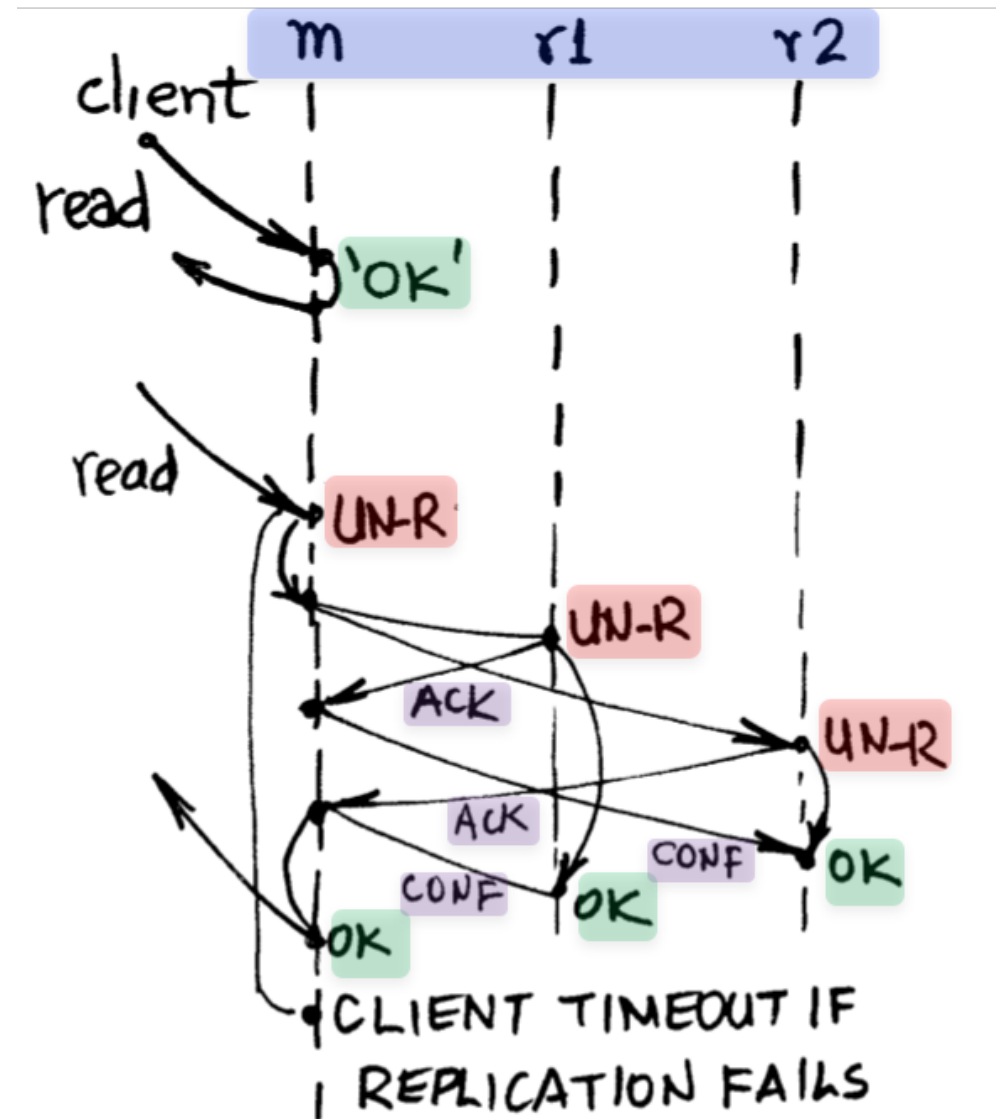 m r1 r2
client
read
'OK'
read
UN-R
UN-R
ACK
UN-R
ACK
CONF
OK
CONF
OK
OK
CLIENT TIMEOUT IF
REPLICATION FAILS